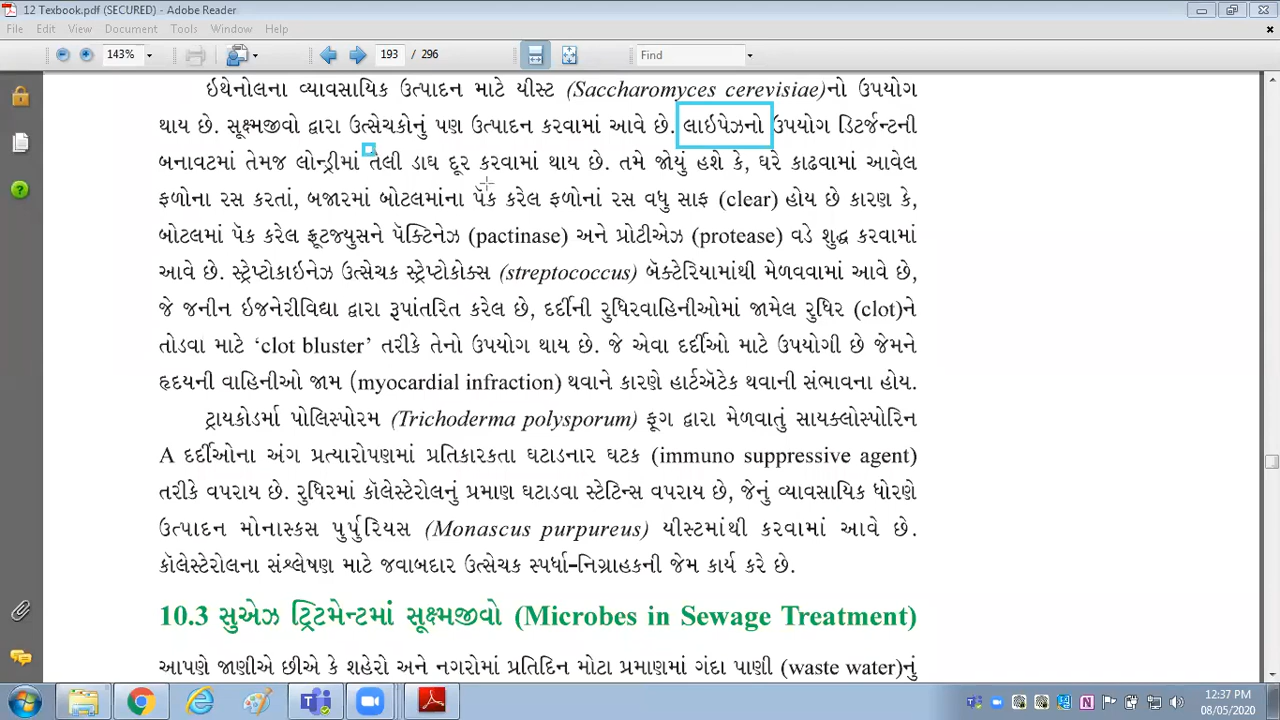 12 Texbook.pdf (SECURED) - Adobe Reader
File Edit View Document Tools Window Help
143% 193 / 296 Find
ઇથેનોલના વ્યાવસાયિક ઉત્પાદન માટે યીસ્ટ (Saccharomyces cerevisiae)નો ઉપયોગ
થાય છે. સૂક્ષ્મજીવો દ્વારા ઉત્સેચકોનું પણ ઉત્પાદન કરવામાં આવે છે. લાઇપેઝનો ઉપયોગ ડિટર્જન્ટની
બનાવટમાં તેમજ લોન્ડ્રીમાં તેલી ડાઘ દૂર કરવામાં થાય છે. તમે જોયું હશે કે, ઘરે કાઢવામાં આવેલ
ફળોના રસ કરતાં, બજારમાં બોટલમાંના પૅક કરેલ ફળોનાં રસ વધુ સાફ (clear) હોય છે કારણ કે,
બોટલમાં પૅક કરેલ ફ્રૂટજ્યુસને પૅક્ટિનેઝ (pactinase) અને પ્રોટીએઝ (protease) વડે શુદ્ધ કરવામાં
આવે છે. સ્ટ્રેપ્ટોકાઇનેઝ ઉત્સેચક સ્ટ્રેપ્ટોકોક્સ (streptococcus) બૅક્ટેરિયામાંથી મેળવવામાં આવે છે,
જે જનીન ઇજનેરીવિદ્યા દ્વારા રૂપાંતરિત કરેલ છે, દર્દીની રુધિરવાહિનીઓમાં જામેલ રુધિર (clot)ને
તોડવા માટે ‘clot bluster’ તરીકે તેનો ઉપયોગ થાય છે. જે એવા દર્દીઓ માટે ઉપયોગી છે જેમને
હૃદયની વાહિનીઓ જામ (myocardial infraction) થવાને કારણે હાર્ટઍટેક થવાની સંભાવના હોય.
ટ્રાયકોડર્મા પોલિસ્પોરમ (Trichoderma polysporum) ફૂગ દ્વારા મેળવાતું સાયક્લોસ્પોરિન
A દર્દીઓના અંગ પ્રત્યારોપણમાં પ્રતિકારકતા ઘટાડનાર ઘટક (immuno suppressive agent)
તરીકે વપરાય છે. રુધિરમાં કૉલેસ્ટેરોલનું પ્રમાણ ઘટાડવા સ્ટેટિન્સ વપરાય છે, જેનું વ્યાવસાયિક ધોરણે
ઉત્પાદન મોનાસ્કસ પુર્પુરિયસ (Monascus purpureus) યીસ્ટમાંથી કરવામાં આવે છે.
કૉલેસ્ટેરોલના સંશ્લેષણ માટે જવાબદાર ઉત્સેચક સ્પર્ધા-નિગ્રાહકની જેમ કાર્ય કરે છે.
10.3 સુએઝ ટ્રિટમેન્ટમાં સૂક્ષ્મજીવો (Microbes in Sewage Treatment)
આપણે જાણીએ છીએ કે શહેરો અને નગરોમાં પ્રતિદિન મોટા પ્રમાણમાં ગંદા પાણી (waste water)નું
12:37 PM
08/05/2020